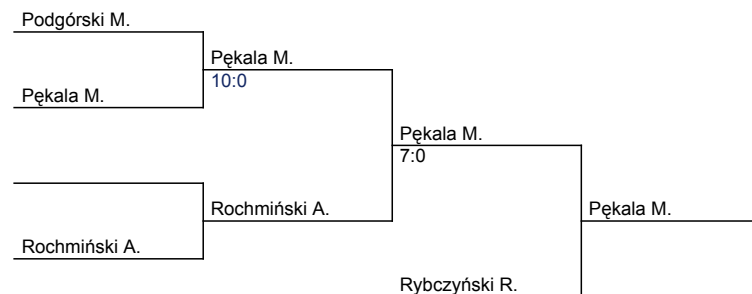 Podgórski M.
Pękala M.
10:0
Pękala M.
Pękala M.
7:0
Rochmiński A.
Pękala M.
Rochmiński A.
Rybczyński R.